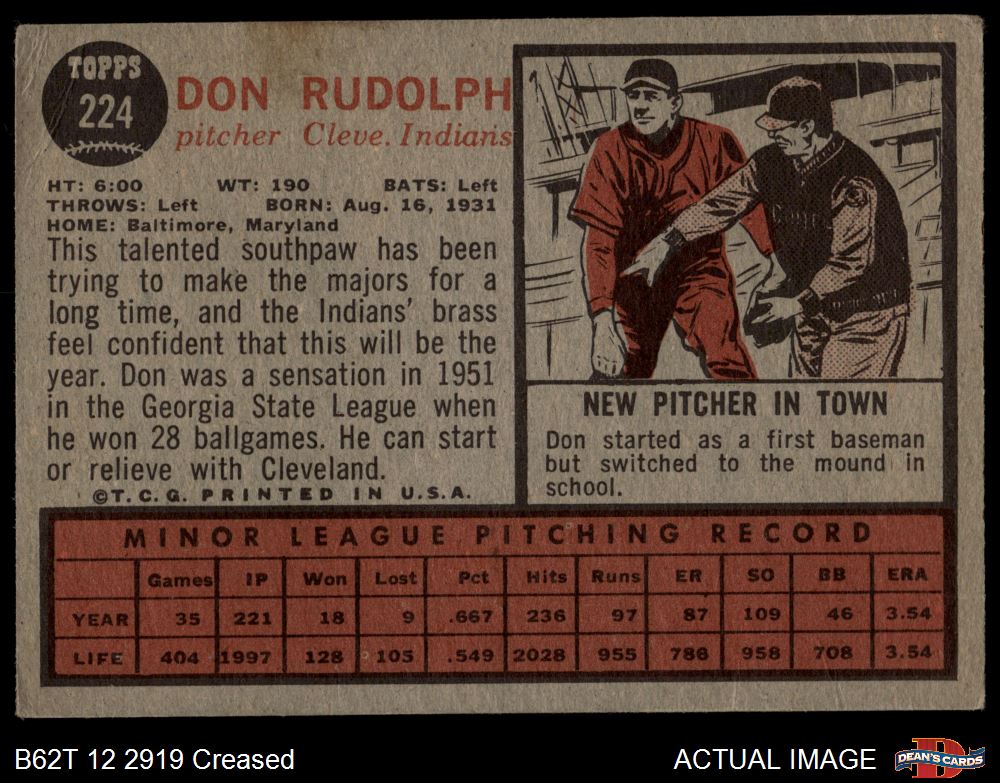 TOPPS
224
DON RUDOLPH
pitcher Cleve. Indians
HT: 6:00 WT: 190 BATS: Left
THROWS: Left BORN: Aug. 16, 1931
HOME: Baltimore, Maryland
This talented southpaw has been
trying to make the majors for a
long time, and the Indians' brass
feel confident that this will be the
year. Don was a sensation in 1951
in the Georgia State League when
he won 28 ballgames. He can start
or relieve with Cleveland.
©T.C.G. PRINTED IN U.S.A.
NEW PITCHER IN TOWN
Don started as a first baseman
but switched to the mound in
school.
MINOR LEAGUE PITCHING RECORD
Games IP Won Lost Pct Hits Runs ER SO BB ERA
YEAR 35 221 18 9 .667 236 97 87 109 46 3.54
LIFE 404 1997 128 105 .549 2028 955 786 958 708 3.54
B62T 12 2919 Creased
ACTUAL IMAGE
D
DEAN'S CARDS